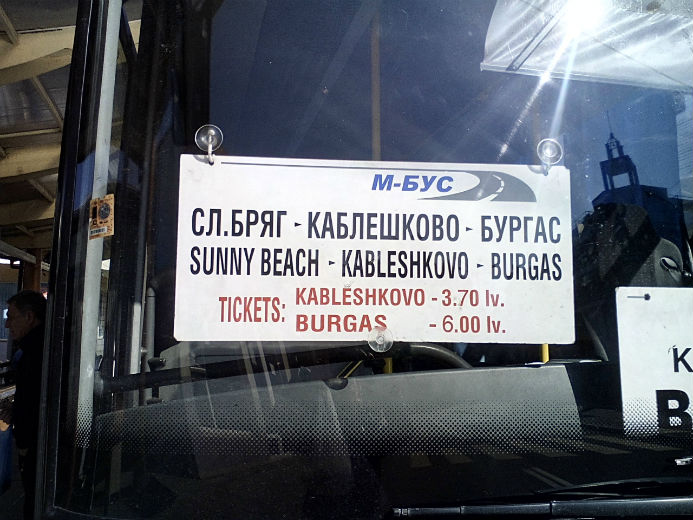 М-БУС
СЛ.БРЯГ - КАБЛЕШКОВО - БУРГАС
SUNNY BEACH - KABLESHKOVO - BURGAS
TICKETS:
KABLESHKOVO - 3.70 lv.
BURGAS - 6.00 lv.